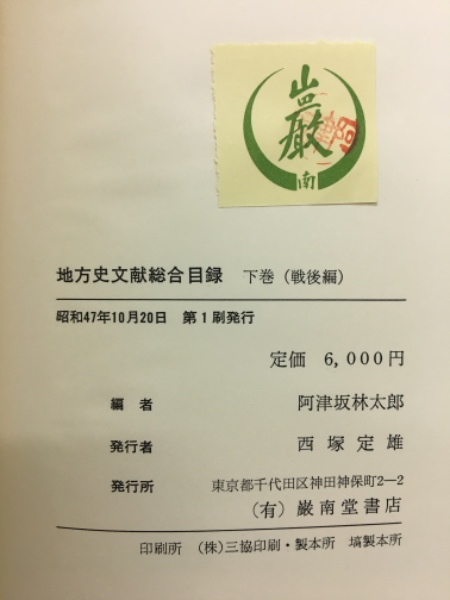 巌
南
地方史文献総合目録 下巻（戦後編）
昭和47年10月20日 第1刷発行
定価 6,000円
編者 阿津坂林太郎
発行者 西塚定雄
発行所 東京都千代田区神田神保町2—2
（有）巌南堂書店
印刷所 （株）三協印刷・製本所 塙製本所